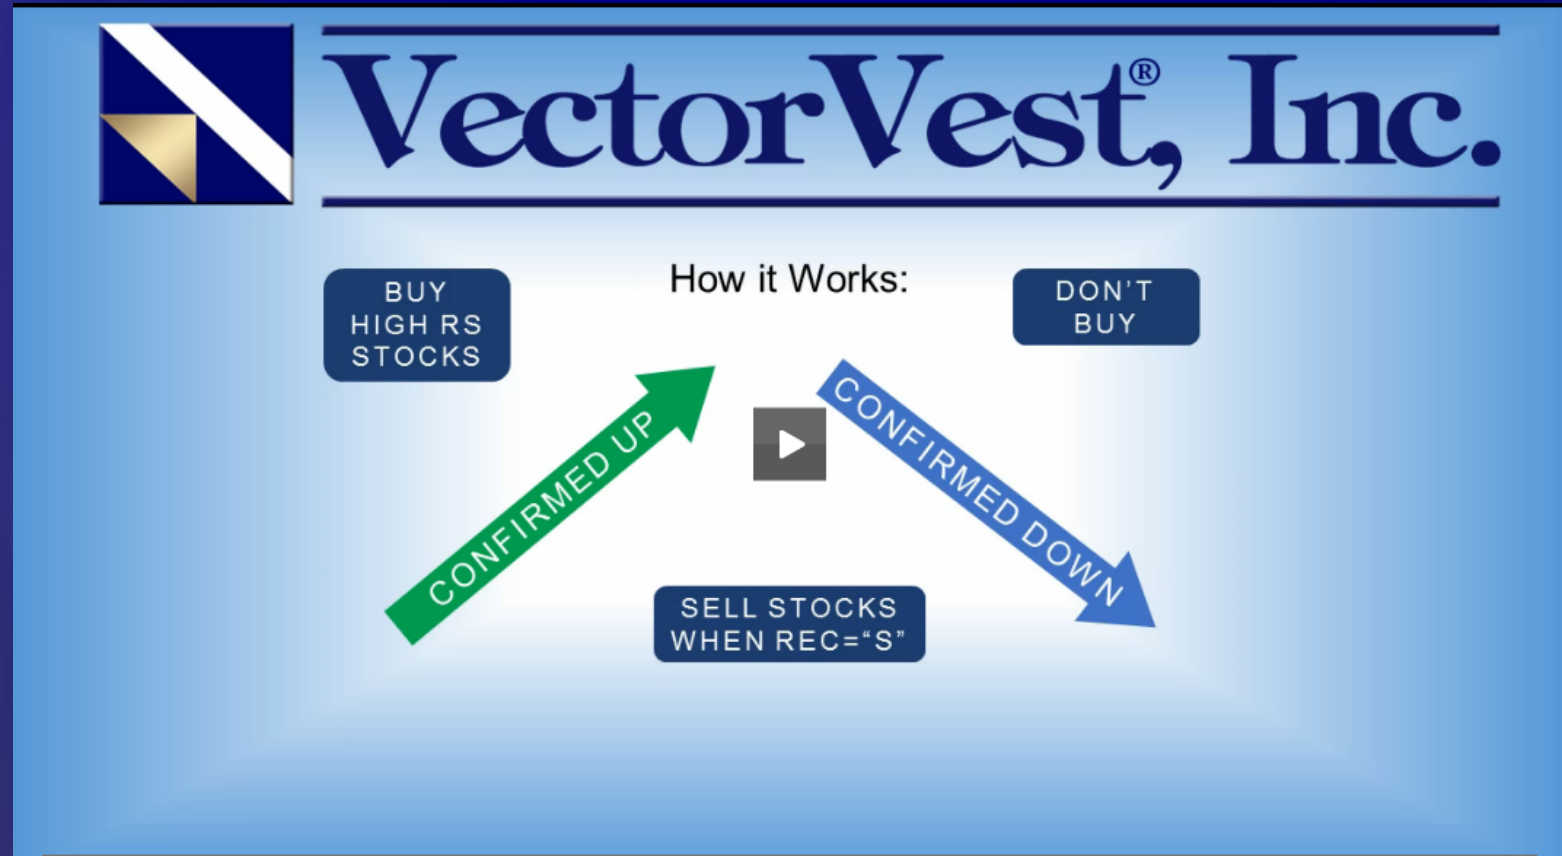 VectorVest®, Inc.
How it Works:
BUY
HIGH RS
STOCKS
DON'T
BUY
CONFIRMED UP
CONFIRMED DOWN
SELL STOCKS
WHEN REC=“S”